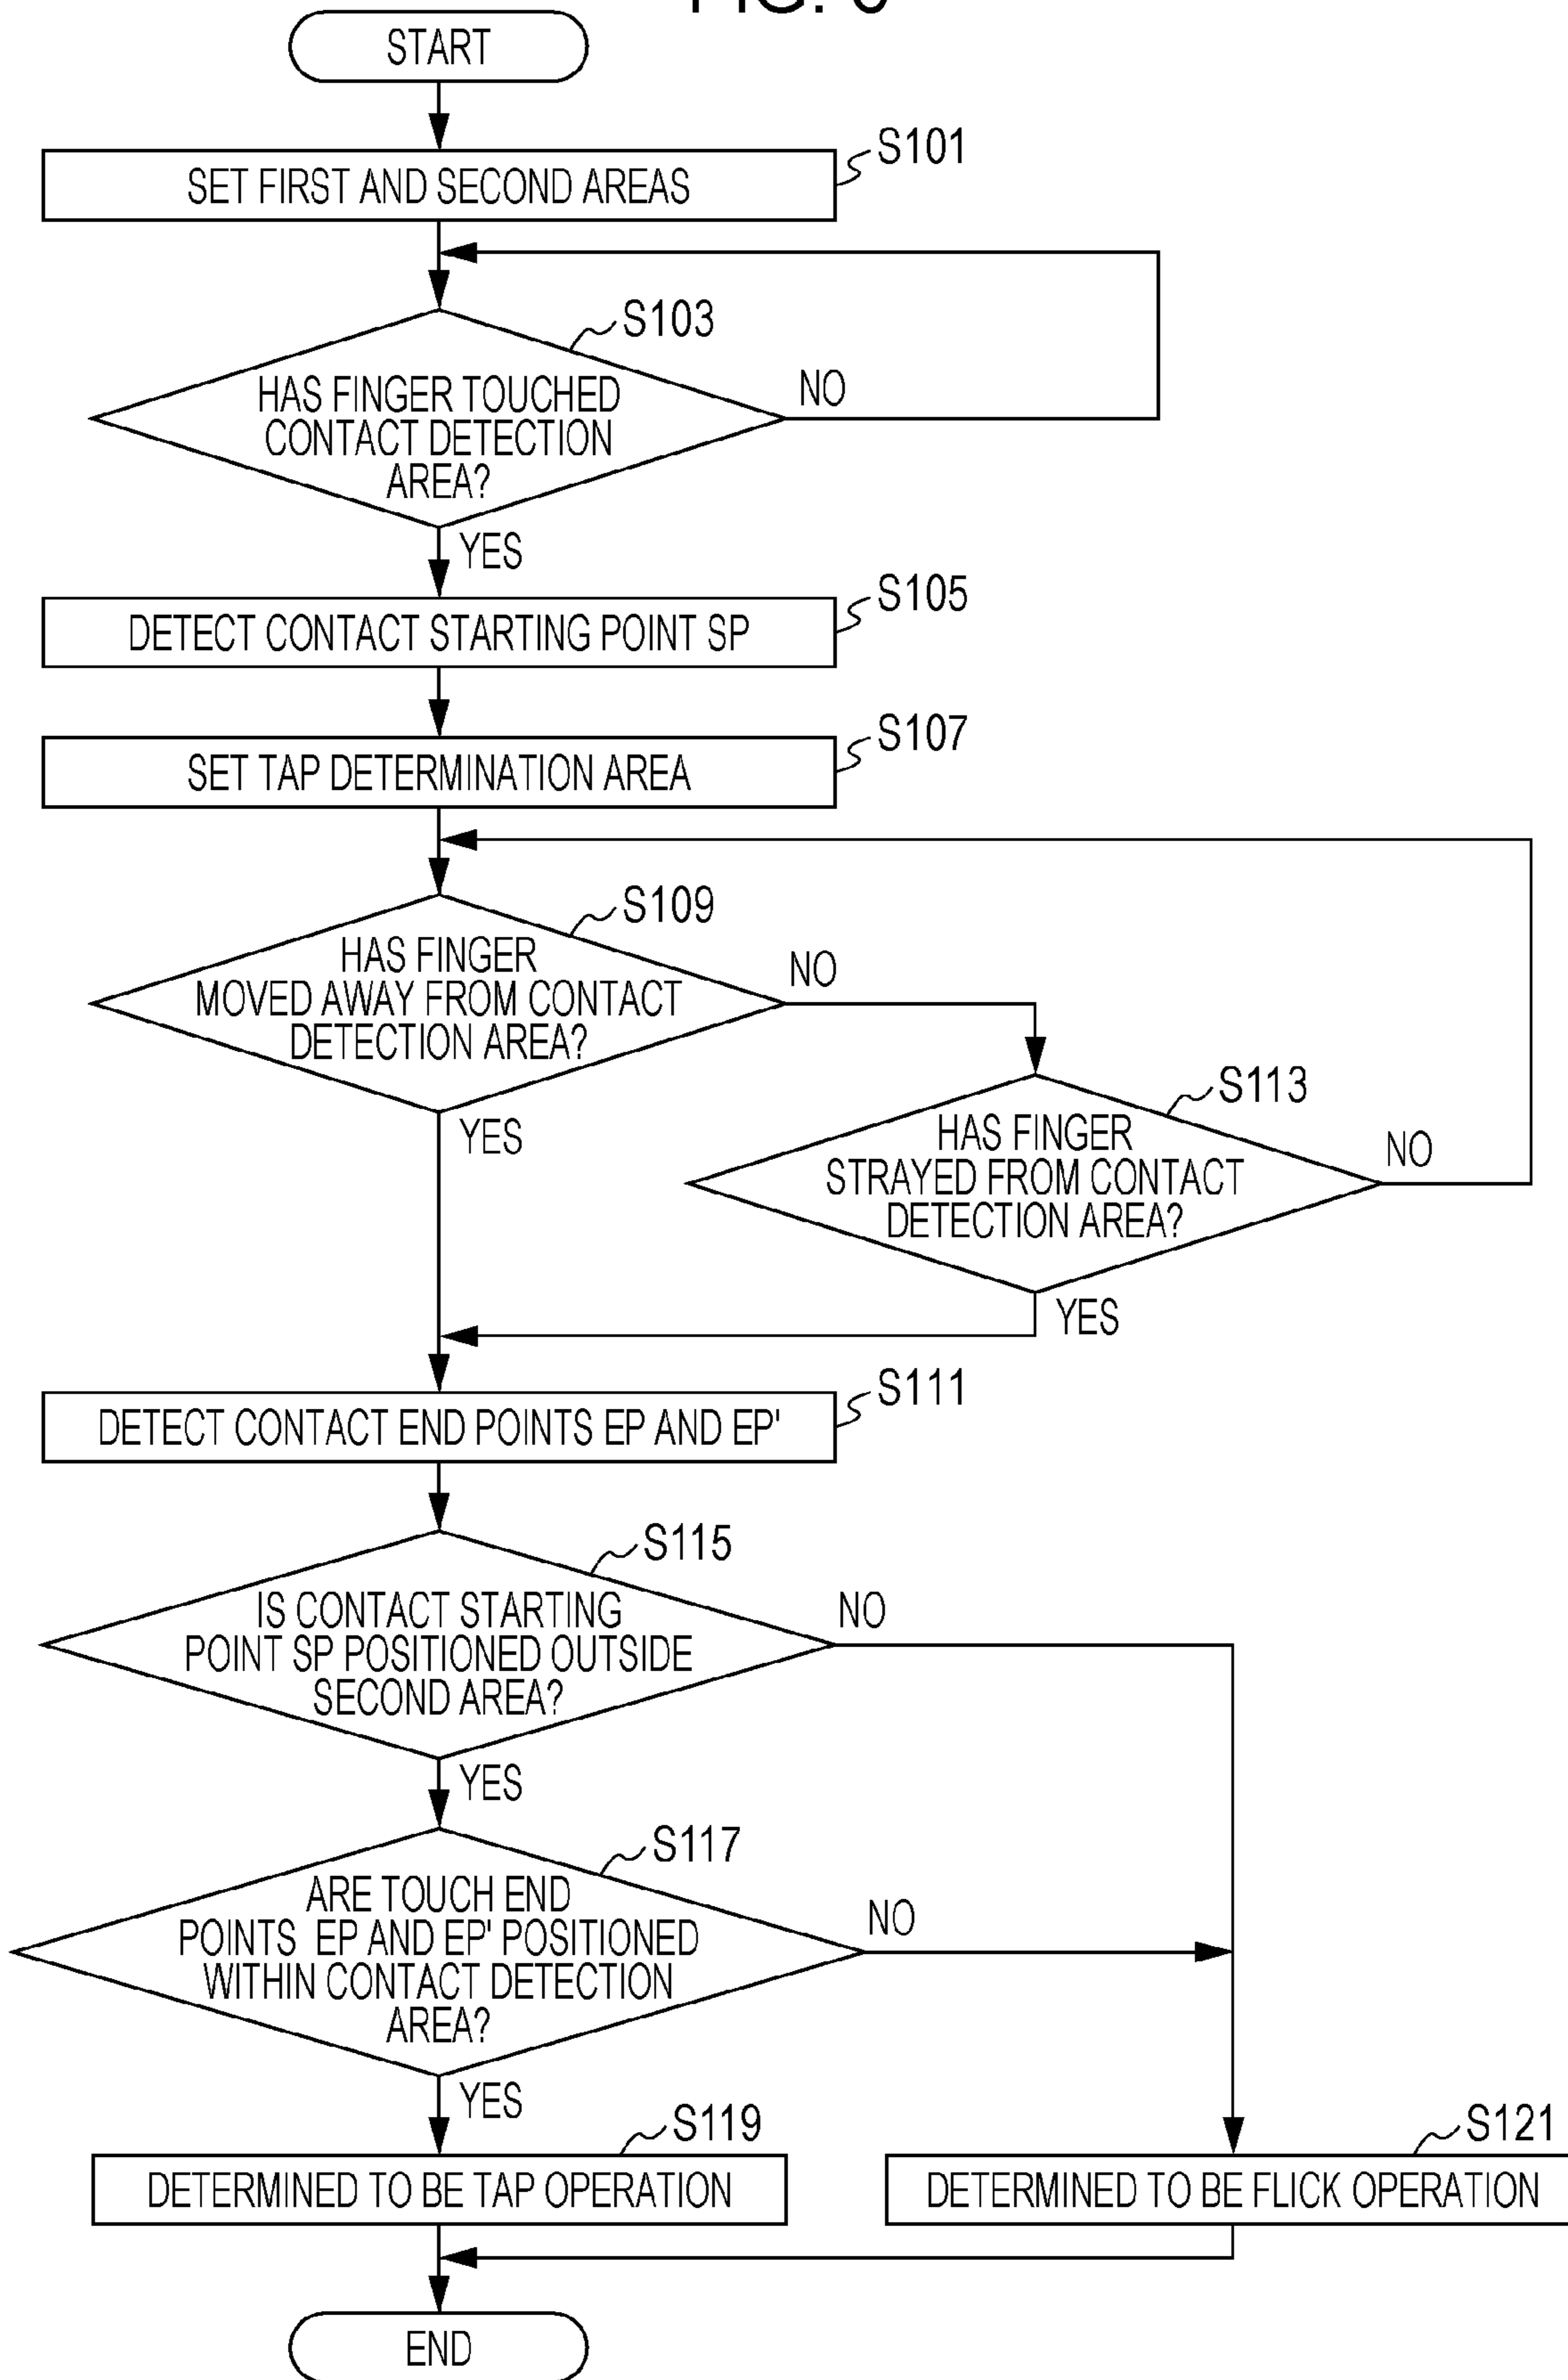 START
S101
SET FIRST AND SECOND AREAS
S103
HAS FINGER TOUCHED
CONTACT DETECTION
AREA?
NO
YES
S105
DETECT CONTACT STARTING POINT SP
S107
SET TAP DETERMINATION AREA
S109
HAS FINGER
MOVED AWAY FROM CONTACT
DETECTION AREA?
NO
YES
S113
HAS FINGER
STRAYED FROM CONTACT
DETECTION AREA?
NO
YES
S111
DETECT CONTACT END POINTS EP AND EP'
S115
IS CONTACT STARTING
POINT SP POSITIONED OUTSIDE
SECOND AREA?
NO
YES
S117
ARE TOUCH END
POINTS EP AND EP' POSITIONED
WITHIN CONTACT DETECTION
AREA?
NO
YES
S119
DETERMINED TO BE TAP OPERATION
S121
DETERMINED TO BE FLICK OPERATION
END